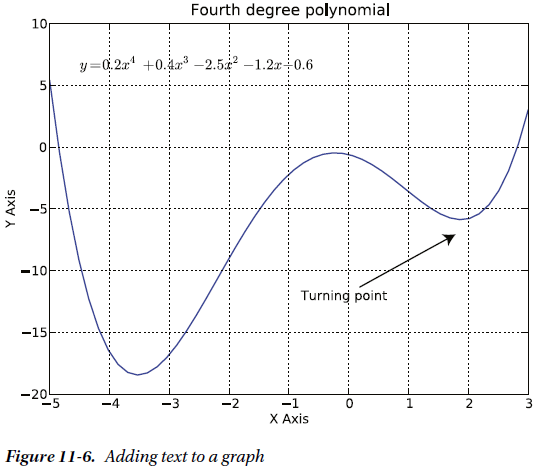 Fourth degree polynomial
10
y=0.2x⁴ +0.4x³ −2.5x² −1.2x−0.6
5
0
−5
−10
−15
−20
Y Axis
Turning point
−5 −4 −3 −2 −1 0 1 2 3
X Axis
Figure 11-6. Adding text to a graph